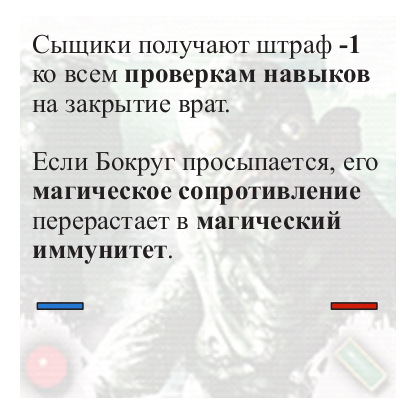 Сыщики получают штраф -1
ко всем проверкам навыков
на закрытие врат.
Если Бокруг просыпается, его
магическое сопротивление
перерастает в магический
иммунитет.